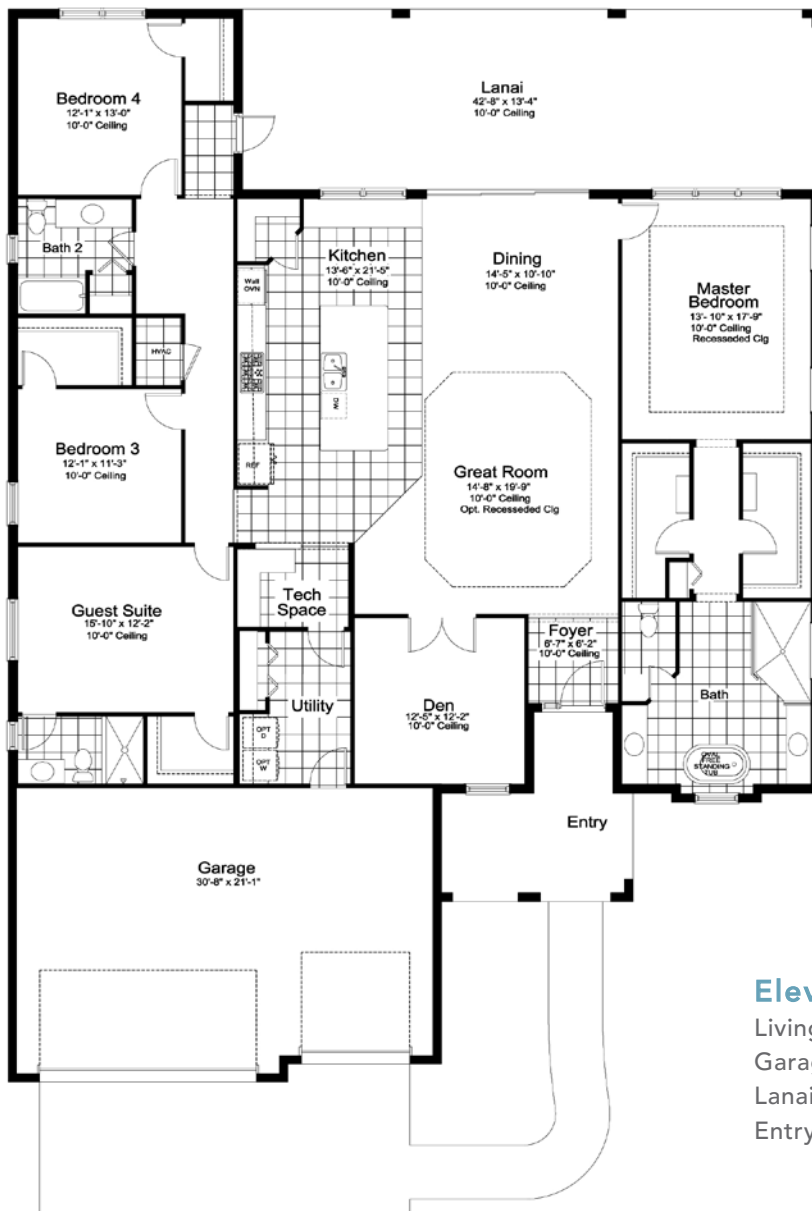 Lanai
42'-8" x 13'-4"
10'-0" Ceiling
Bedroom 4
12'-1" x 13'-0"
10'-0" Ceiling
Bath 2
Kitchen
13'-6" x 21'-5"
10'-0" Ceiling
Dining
14'-5" x 10'-10"
10'-0" Ceiling
Master
Bedroom
13'- 10" x 17'-9"
10'-0" Ceiling
Recesseded Clg
Wall
OVN
HVAC
DW
REF
Bedroom 3
12'-1" x 11'-3"
10'-0" Ceiling
Great Room
14'-8" x 19'-9"
10'-0" Ceiling
Opt. Recesseded Clg
Guest Suite
15'-10" x 12'-2"
10'-0" Ceiling
Tech
Space
Foyer
6'-7" x 6'-2"
10'-0" Ceiling
Utility
Den
12'-5" x 12'-2"
10'-0" Ceiling
Bath
OPT
D
OPT
W
OVAL
FREE
STANDING
TUB
Entry
Garage
30'-8" x 21'-1"
Elev
Living
Garag
Lanai
Entry